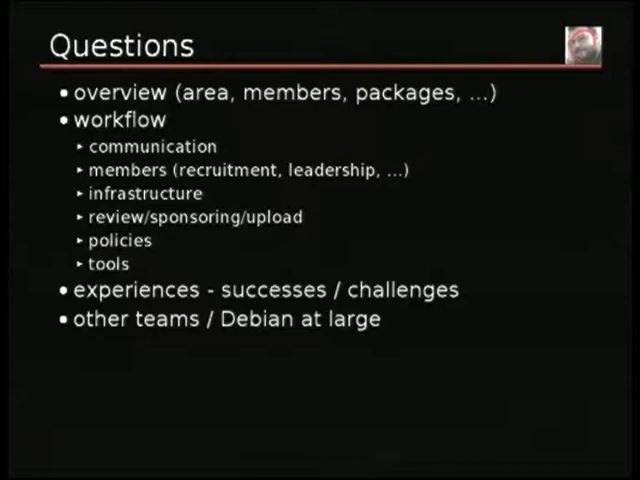 Questions
• overview (area, members, packages, ...)
• workflow
‣ communication
‣ members (recruitment, leadership, ...)
‣ infrastructure
‣ review/sponsoring/upload
‣ policies
‣ tools
• experiences - successes / challenges
• other teams / Debian at large